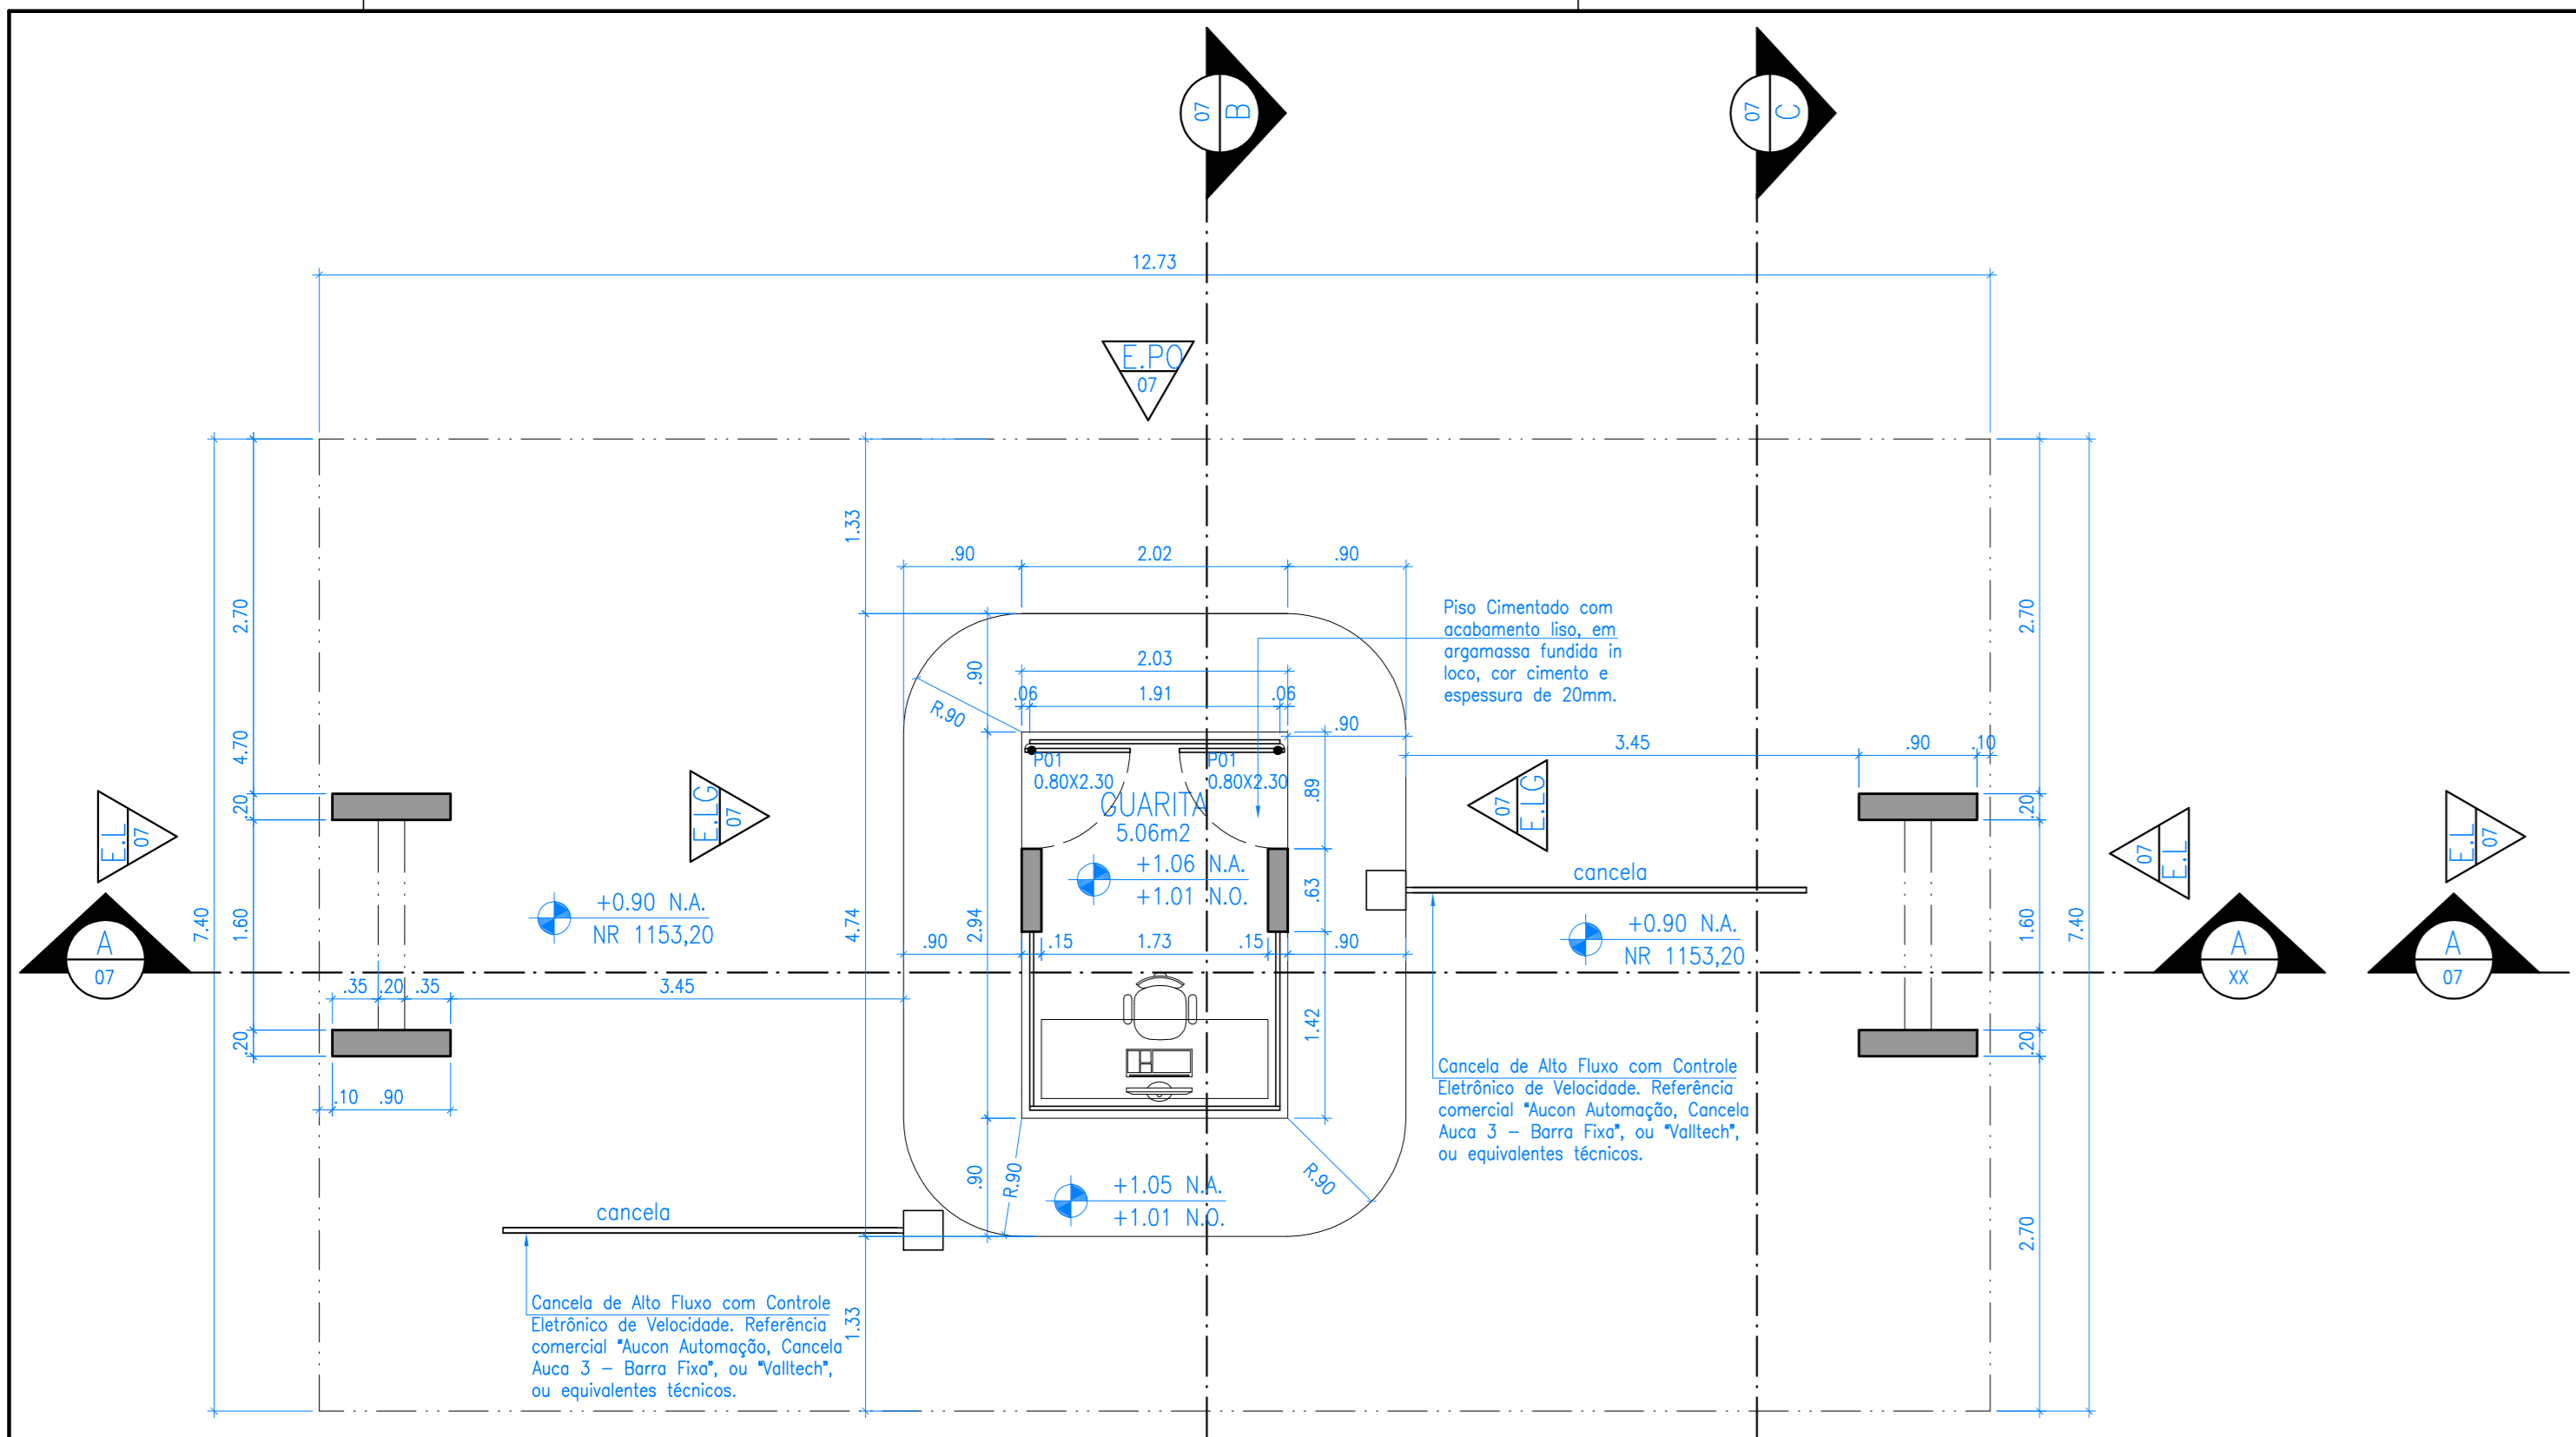 07
B
07
C
12.73
E.PO
07
1.33
.90
2.02
.90
2.70
2.70
Piso Cimentado com
acabamento liso, em
argamassa fundida in
loco, cor cimento e
espessura de 20mm.
.90
2.03
.06
1.91
.06
R.90
.90
4.70
3.45
.90
.10
P01
0.80X2.30
P01
0.80X2.30
.89
GUARITA
5.06m2
.20
.20
E.L
07
E.LG
07
07
E.LG
07
E.L
E.L
07
+1.06 N.A.
+1.01 N.O.
cancela
.63
+0.90 N.A.
NR 1153,20
+0.90 N.A.
NR 1153,20
7.40
1.60
4.74
2.94
1.60
7.40
A
07
.90
.15
1.73
.15
.90
A
XX
A
07
.35
.20
.35
3.45
1.42
.20
.20
.10
.90
Cancela de Alto Fluxo com Controle
Eletrônico de Velocidade. Referência
comercial "Aucon Automação, Cancela
Auca 3 – Barra Fixa", ou "Valltech",
ou equivalentes técnicos.
.90
R.90
R.90
+1.05 N.A.
+1.01 N.O.
cancela
2.70
2.70
1.33
Cancela de Alto Fluxo com Controle
Eletrônico de Velocidade. Referência
comercial "Aucon Automação, Cancela
Auca 3 – Barra Fixa", ou "Valltech",
ou equivalentes técnicos.